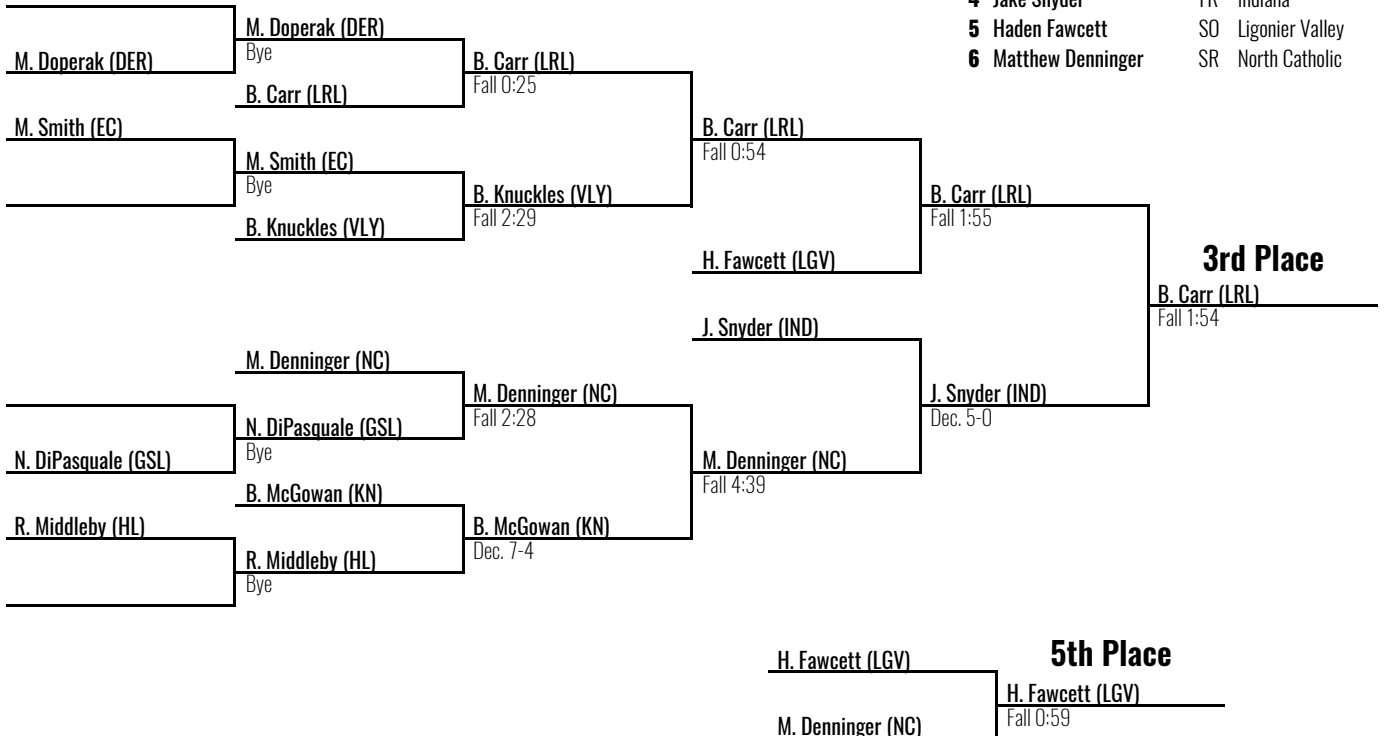 4 Jake Snyder FR Indiana
5 Haden Fawcett SO Ligonier Valley
6 Matthew Denninger SR North Catholic
M. Doperak (DER)
M. Doperak (DER)
Bye
B. Carr (LRL)
B. Carr (LRL)
Fall 0:25
M. Smith (EC)
M. Smith (EC)
Bye
B. Knuckles (VLY)
B. Knuckles (VLY)
Fall 2:29
B. Carr (LRL)
Fall 0:54
H. Fawcett (LGV)
B. Carr (LRL)
Fall 1:55
3rd Place
B. Carr (LRL)
Fall 1:54
J. Snyder (IND)
J. Snyder (IND)
Dec. 5-0
M. Denninger (NC)
M. Denninger (NC)
Fall 2:28
N. DiPasquale (GSL)
N. DiPasquale (GSL)
Bye
M. Denninger (NC)
Fall 4:39
B. McGowan (KN)
B. McGowan (KN)
Dec. 7-4
R. Middleby (HL)
R. Middleby (HL)
Bye
5th Place
H. Fawcett (LGV)
H. Fawcett (LGV)
Fall 0:59
M. Denninger (NC)